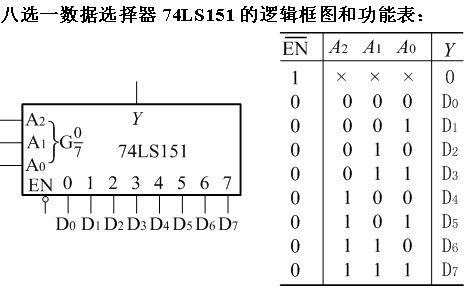 八选一数据选择器 74LS151 的逻辑框图和功能表：
Y
A2
A1 G 0/7
A0
74LS151
EN 0 1 2 3 4 5 6 7
D0 D1 D2 D3 D4 D5 D6 D7
E̅N̅ A2 A1 A0 Y
1 × × × 0
0 0 0 0 D0
0 0 0 1 D1
0 0 1 0 D2
0 0 1 1 D3
0 1 0 0 D4
0 1 0 1 D5
0 1 1 0 D6
0 1 1 1 D7